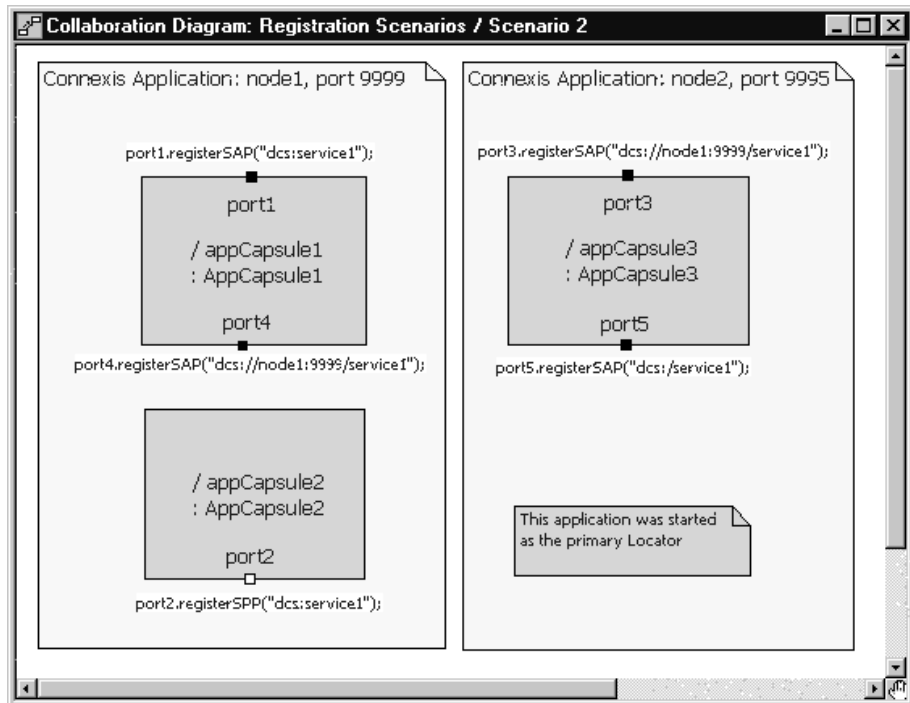 Collaboration Diagram: Registration Scenarios / Scenario 2
Connexis Application: node1, port 9999
port1.registerSAP("dcs:service1");
port1
/ appCapsule1
: AppCapsule1
port4
port4.registerSAP("dcs://node1:9999/service1");
/ appCapsule2
: AppCapsule2
port2
port2.registerSPP("dcs:service1");
Connexis Application: node2, port 9995
port3.registerSAP("dcs://node1:9999/service1");
port3
/ appCapsule3
: AppCapsule3
port5
port5.registerSAP("dcs:/service1");
This application was started
as the primary Locator